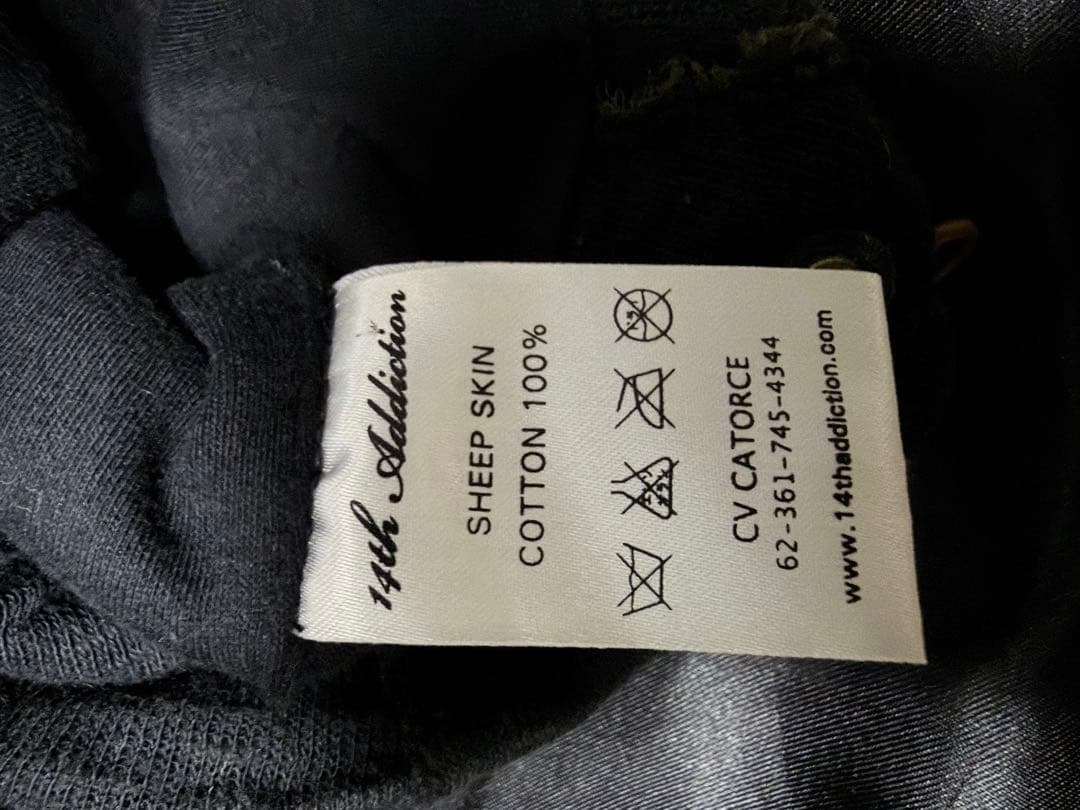 14th Addiction
SHEEP SKIN
COTTON 100%
CV CATORCE
62-361-745-4344
www.14thaddiction.com